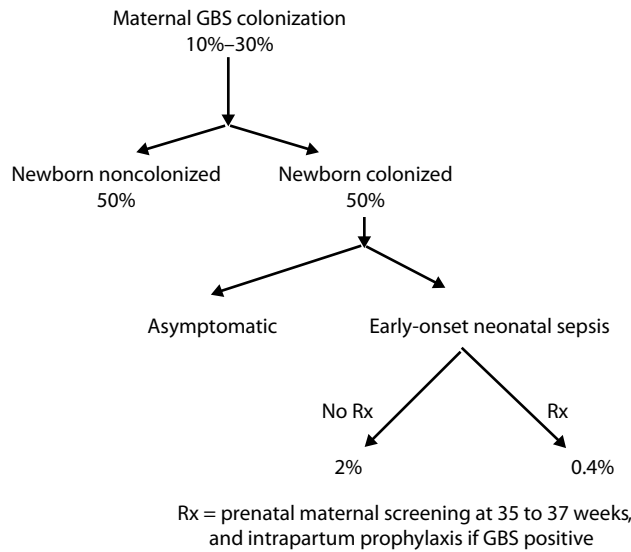 Maternal GBS colonization
10%–30%
Newborn noncolonized
50%
Newborn colonized
50%
Asymptomatic
Early-onset neonatal sepsis
No Rx
Rx
2%
0.4%
Rx = prenatal maternal screening at 35 to 37 weeks,
and intrapartum prophylaxis if GBS positive